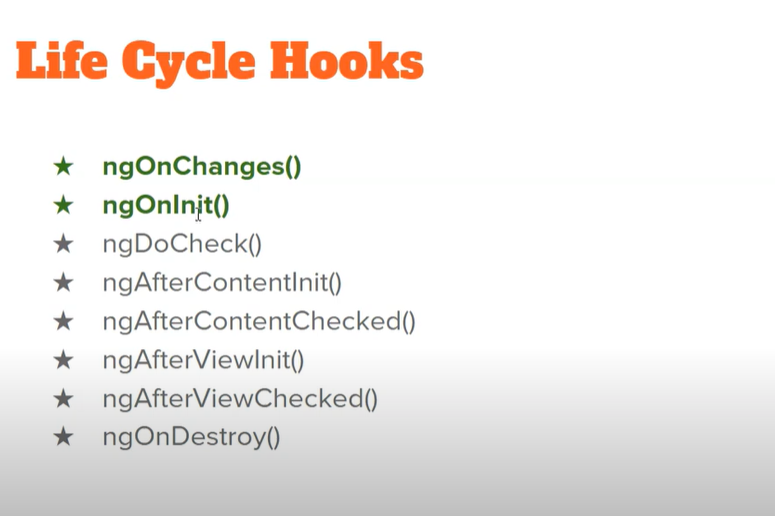 Life Cycle Hooks
★ ngOnChanges()
★ ngOnInit()
★ ngDoCheck()
★ ngAfterContentInit()
★ ngAfterContentChecked()
★ ngAfterViewInit()
★ ngAfterViewChecked()
★ ngOnDestroy()